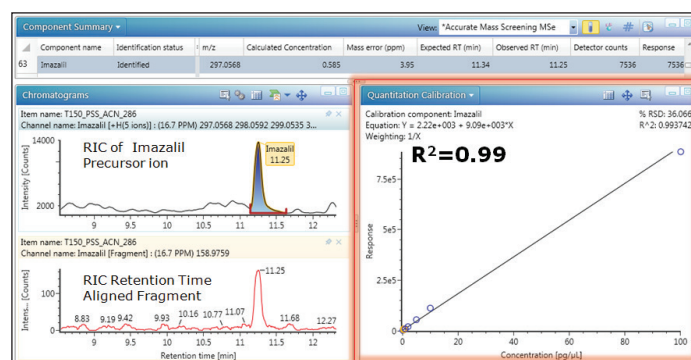 Component Summary
View: *Accurate Mass Screening MSe
Component name Identification status m/z Calculated Concentration Mass error (ppm) Expected RT (min) Observed RT (min) Detector counts Response
63 Imazalil Identified 297.0568 0.585 3.95 11.34 11.25 7536 7536
Chromatograms
Item name: T150_PSS_ACN_286
Channel name: Imazalil [+H(5 ions)] : (16.7 PPM) 297.0568 298.0592 299.0535 3...
14000
RIC of Imazalil
Precursor ion
Imazalil
11.25
Intensity [Counts]
2000
9 9.5 10 10.5 11 11.5 12
Item name: T150_PSS_ACN_286
Channel name: Imazalil [Fragment] : (16.7 PPM) 158.9759
RIC Retention Time
Aligned Fragment
11.25
Intens... [Counts]
100
8.83 9.19 9.42 9.93 10.16 10.77 11.07 11.68 12.27
0
9 9.5 10 10.5 11 11.5 12
Retention time [min]
Quantitation Calibration
Calibration component: Imazalil % RSD: 36.066
Equation: Y = 2.22e+003 + 9.09e+003*X R^2: 0.993742
Weighting: 1/X
R2=0.99
7.5e5
Response
5e5
2.5e5
0 20 40 60 80 100
Concentration [pg/uL]